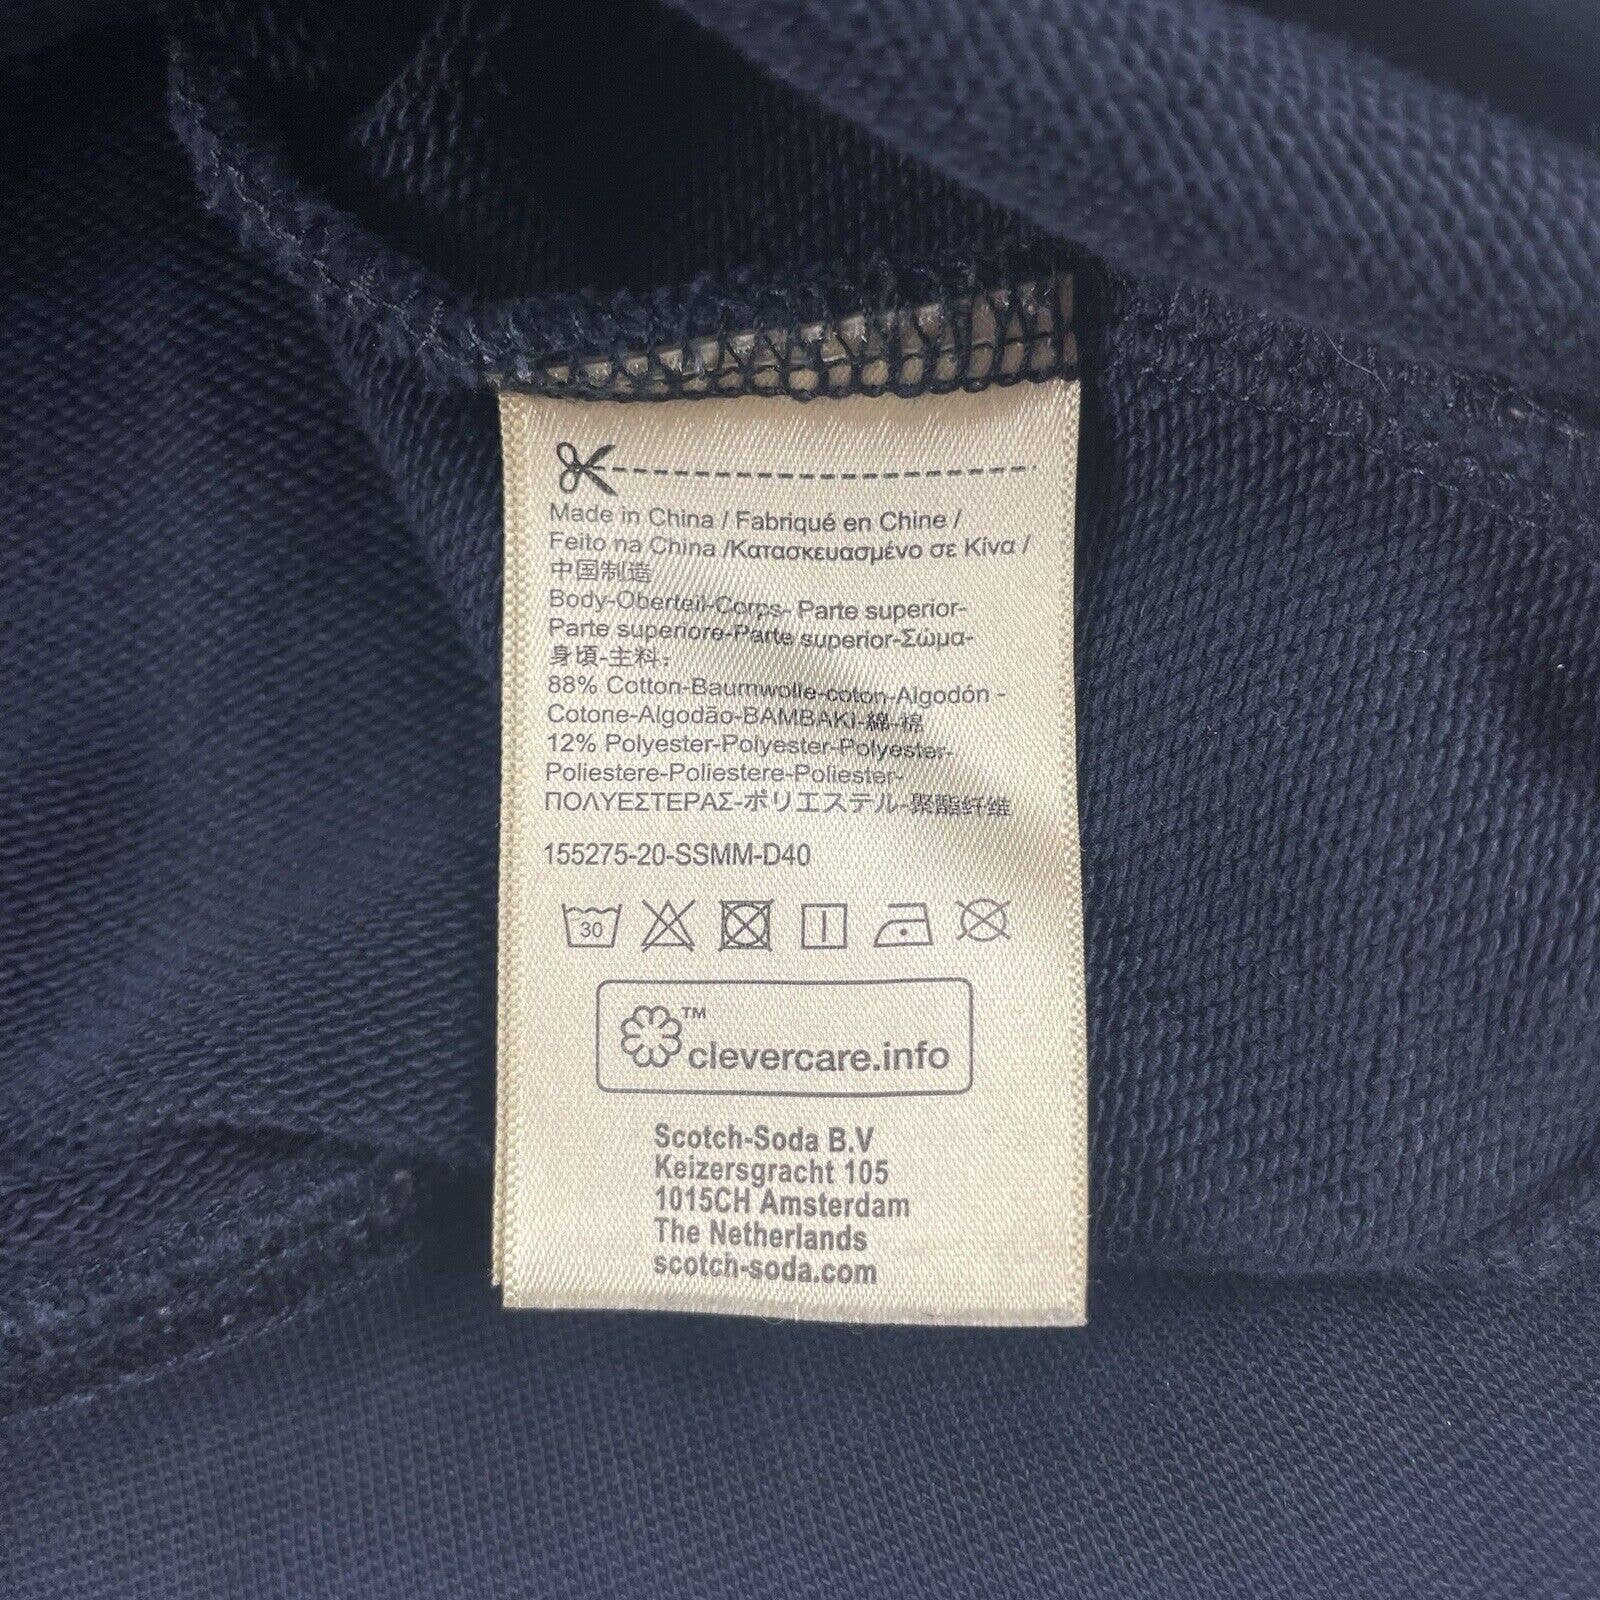 Made in China / Fabriqué en Chine /
Feito na China /Κατασκευασμένο σε Κίνα /
中国制造
Body-Oberteil-Corps- Parte superior-
Parte superiore-Parte superior-Σώμα-
身頃-主料：
88% Cotton-Baumwolle-coton-Algodón -
Cotone-Algodão-BAMBAKI-綿-棉
12% Polyester-Polyester-Polyester-
Poliestere-Poliestere-Poliester-
ΠΟΛΥΕΣΤΕΡΑΣ-ポリエステル-聚酯纤维
155275-20-SSMM-D40
30
™
clevercare.info
Scotch-Soda B.V
Keizersgracht 105
1015CH Amsterdam
The Netherlands
scotch-soda.com